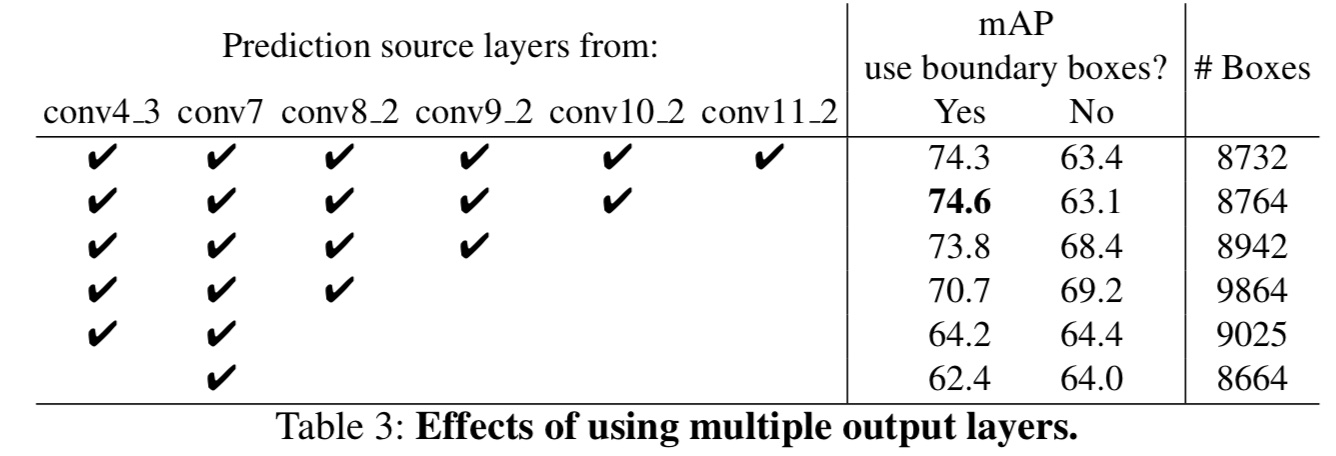 Prediction source layers from:
mAP
use boundary boxes?
# Boxes
conv4_3 conv7 conv8_2 conv9_2 conv10_2 conv11_2 Yes No
✔ ✔ ✔ ✔ ✔ ✔ 74.3 63.4 8732
✔ ✔ ✔ ✔ ✔ 74.6 63.1 8764
✔ ✔ ✔ ✔ 73.8 68.4 8942
✔ ✔ ✔ 70.7 69.2 9864
✔ ✔ 64.2 64.4 9025
✔ 62.4 64.0 8664
Table 3: Effects of using multiple output layers.